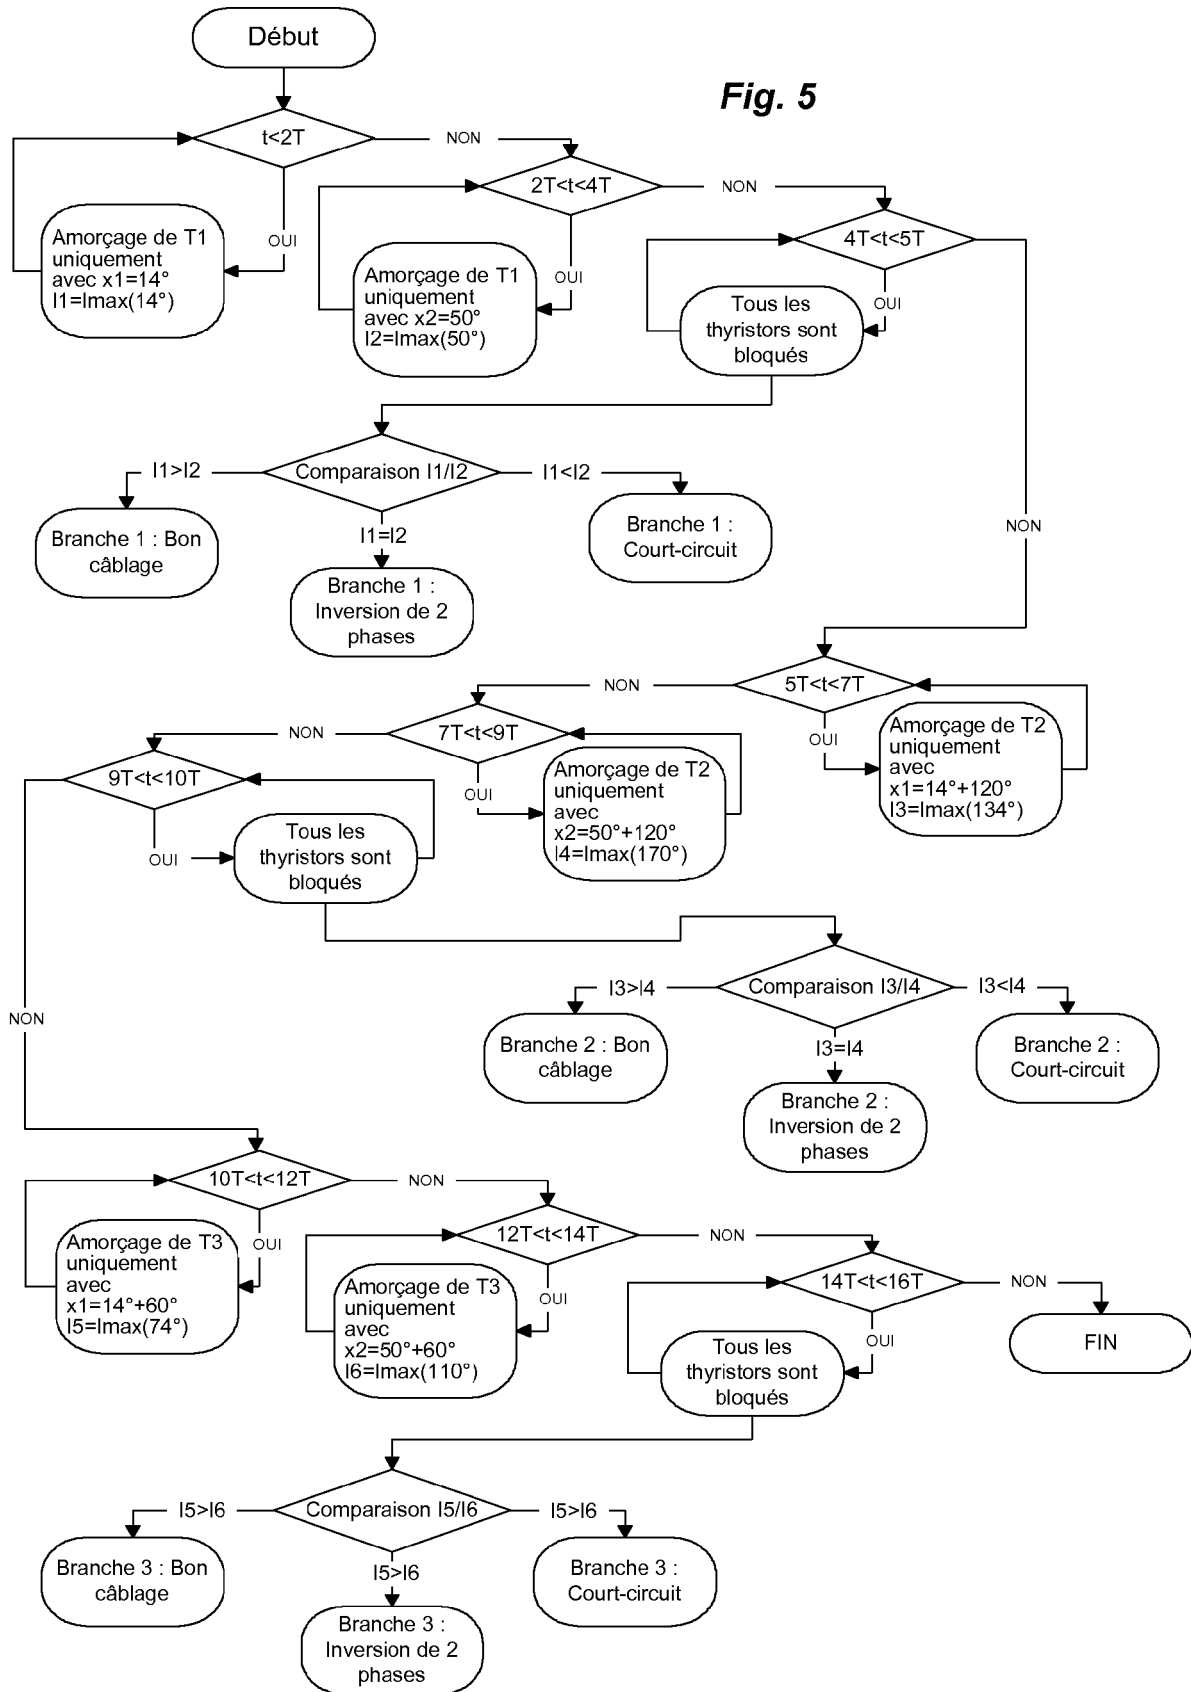 Début
Fig. 5
t<2T
NON
2T<t<4T
NON
4T<t<5T
OUI
Amorçage de T1
uniquement
avec x1=14°
I1=Imax(14°)
OUI
Amorçage de T1
uniquement
avec x2=50°
I2=Imax(50°)
OUI
Tous les
thyristors sont
bloqués
NON
I1>I2
Comparaison I1/I2
I1<I2
I1=I2
Branche 1 : Bon
câblage
Branche 1 :
Inversion de 2
phases
Branche 1 :
Court-circuit
5T<t<7T
NON
7T<t<9T
NON
9T<t<10T
OUI
Amorçage de T2
uniquement
avec
x1=14°+120°
I3=Imax(134°)
OUI
Amorçage de T2
uniquement
avec
x2=50°+120°
I4=Imax(170°)
OUI
Tous les
thyristors sont
bloqués
NON
I3>I4
Comparaison I3/I4
I3<I4
I3=I4
Branche 2 : Bon
câblage
Branche 2 :
Inversion de 2
phases
Branche 2 :
Court-circuit
10T<t<12T
NON
12T<t<14T
NON
14T<t<16T
NON
FIN
OUI
Amorçage de T3
uniquement
avec
x1=14°+60°
I5=Imax(74°)
OUI
Amorçage de T3
uniquement
avec
x2=50°+60°
I6=Imax(110°)
OUI
Tous les
thyristors sont
bloqués
I5>I6
Comparaison I5/I6
I5>I6
I5>I6
Branche 3 : Bon
câblage
Branche 3 :
Inversion de 2
phases
Branche 3 :
Court-circuit